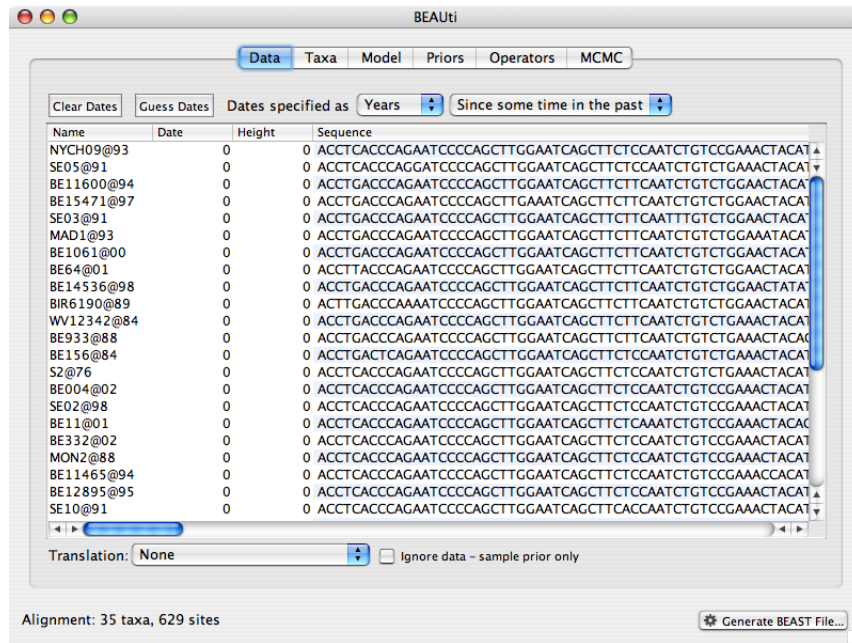 BEAUti
Data Taxa Model Priors Operators MCMC
Clear Dates Guess Dates Dates specified as Years Since some time in the past
Name Date Height Sequence
NYCH09@93 0 0 ACCTCACCCAGAATCCCCAGCTTGGAATCAGCTTCTCCAATCTGTCCGAAACTACAT
SE05@91 0 0 ACCTCACCCAGGATCCCCAGCTTGGAATCAGCTTCTCCAATCTGTCTGAAACTACAT
BE11600@94 0 0 ACCTGACCCAGAATCCCCAGCTTGGAATCAGCTTCTTCAATCTGTCTGGAACTACAT
BE15471@97 0 0 ACCTGACCCAGAATCCCCAGCTTGAAATCAGCTTCTTCAATCTGTCTGGAACTACAT
SE03@91 0 0 ACCTGACCCAGAATCCCCAGCTTGGAATCAGCTTCTTCAATTTGTCTGGAACTACAT
MAD1@93 0 0 ACCTGACCCAGAATCCCCAGCTTGGAATCAGCTTCTTCAATCTGTCTGGAAATACAT
BE1061@00 0 0 ACCTGACCCAGAATCCCCAGCTTGGAATCAGCTTCTTCAATCTGTCTGGAACTACAT
BE64@01 0 0 ACCTTACCCAGAATCCCCAGCTTGGAATCAGCTTCTTCAATCTGTCTGGAACTACAT
BE14536@98 0 0 ACCTGACCCAGAATCCCCAGCTTGGAATCAGCTTCTTCAATCTGTCTGGAACTATAT
BIR6190@89 0 0 ACTTGACCCAAAATCCCCAGCTTGGAATCAGCTTCTTCAATCTGTCTGAAACTACAT
WV12342@84 0 0 ACCTGACCCAGAATCCCCAGCTTGGAATCAGCTTCTTCAATCTGTCTGAAACTACAT
BE933@88 0 0 ACCTGACCCAGAATCCCCAGCTTGGAATCAGCTTCTTCAATCTGTCTGAAACTACAC
BE156@84 0 0 ACCTGACTCAGAATCCCCAGCTTGGAATCAGCTTCTCCAATCTGTCTGAAACTACAT
S2@76 0 0 ACCTCACCCAGAATCCCCAGCTTGGAATCAGCTTCTCCAATCTGTCTGAAACTACAT
BE004@02 0 0 ACCTCACCCAGAATCCCCAGCTTGGAATCAGCTTCTCCAATCTGTCCGAAACTACAT
SE02@98 0 0 ACCTCACCCAGAATCCCCAGCTTGGAATCAGCTTCTCCAATCTGTCCGAAACTACAT
BE11@01 0 0 ACCTCACCCAGAATCCCCAGCTTGGAATCAGCTTCTCAAATCTGTCCGAAACTACAC
BE332@02 0 0 ACCTCACCCAGAATCCCCAGCTTGGAATCAGCTTCTCCAATCTGTCCGAAACTACAT
MON2@88 0 0 ACCTCACCCAGAATCCCCAGCTTGGAATCAGCTTCTCCAATCTGTCCGAAACTACAT
BE11465@94 0 0 ACCTCACCCAGAATCCCCAGCTTGGAATCAGCTTCTCCAATCTGTCCGAAACCACAT
BE12895@95 0 0 ACCTCACCCAGAATCCCCAGCTTGGAATCAGCTTCTCCAATCTGTCCGAAACTACAT
SE10@91 0 0 ACCTCACCCAGAATCCCCAGCTTGGAATCAGCTTCACCAATCTGTCCGAAACTACAT
Translation: None Ignore data - sample prior only
Alignment: 35 taxa, 629 sites Generate BEAST File...